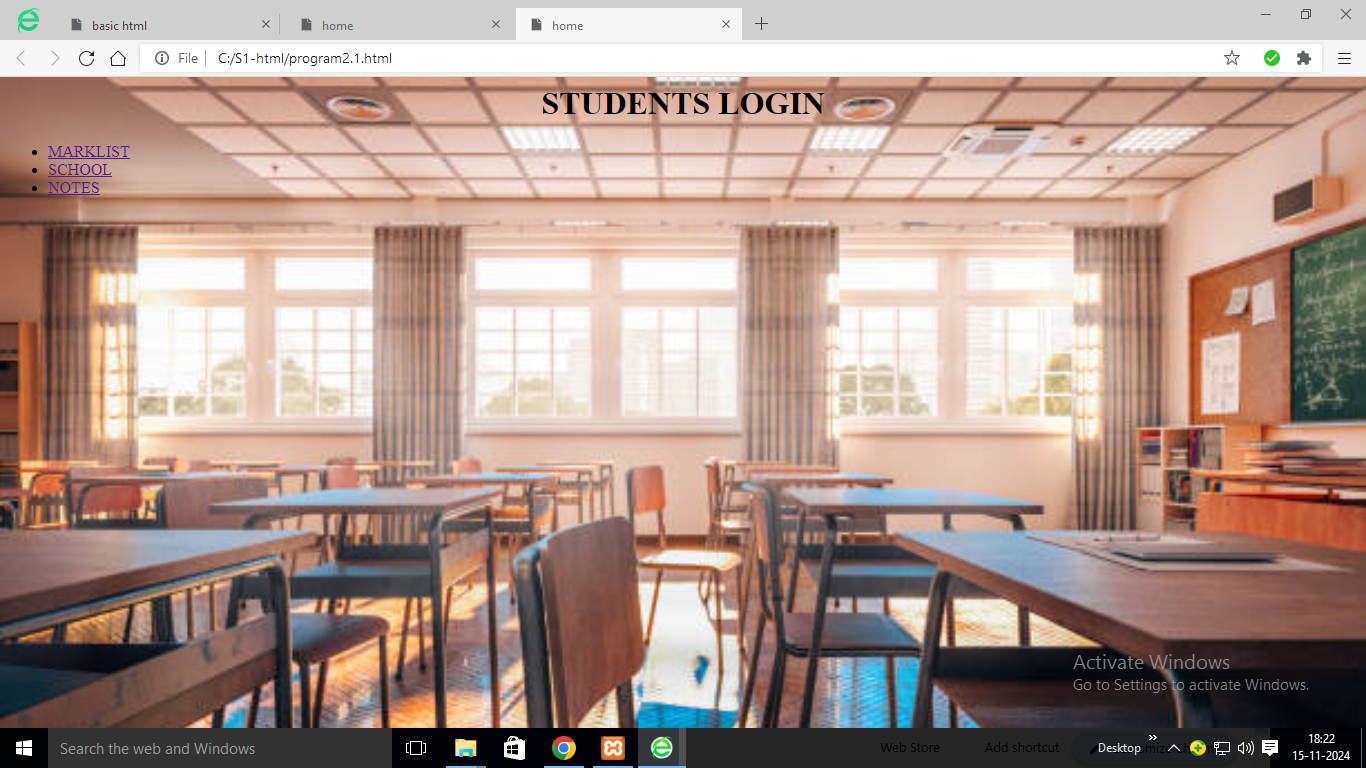 basic html
home
home
File
C:/S1-html/program2.1.html
STUDENTS LOGIN
MARKLIST
SCHOOL
NOTES
Activate Windows
Go to Settings to activate Windows.
Search the web and Windows
Web Store
Add shortcut
Desktop
18:22
15-11-2024